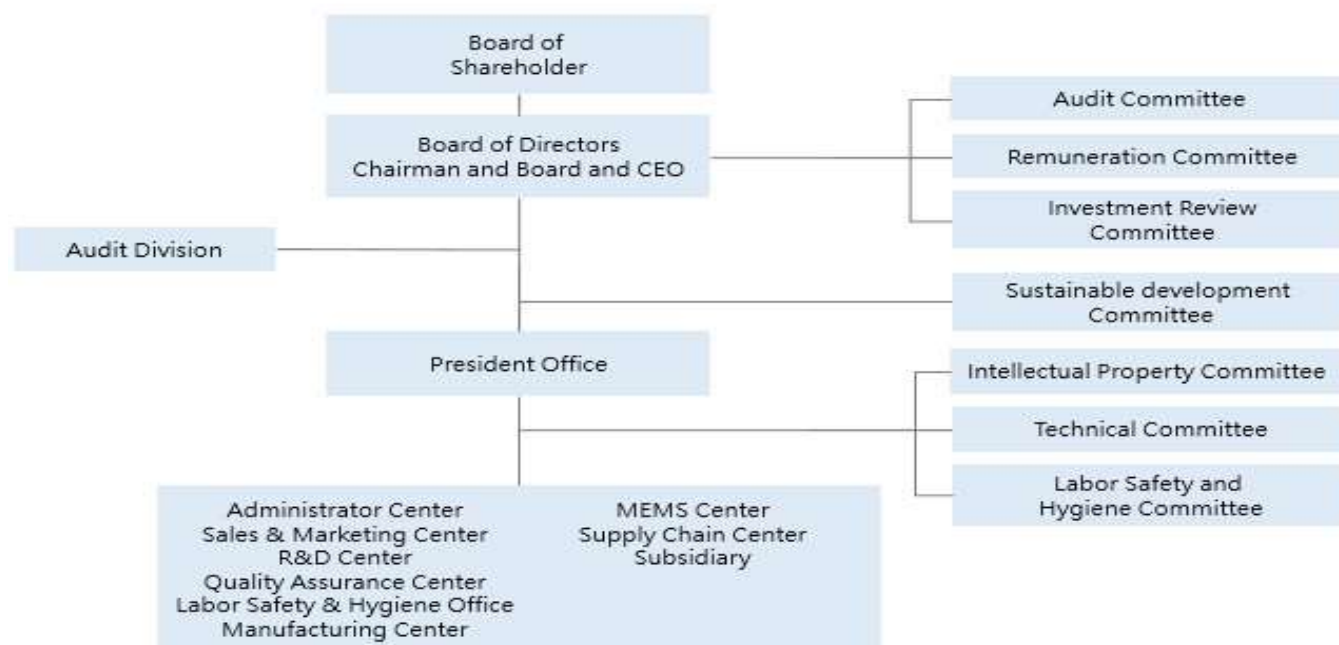 Board of
Shareholder
Board of Directors
Chairman and Board and CEO
Audit Committee
Remuneration Committee
Investment Review
Committee
Audit Division
Sustainable development
Committee
President Office
Intellectual Property Committee
Technical Committee
Labor Safety and
Hygiene Committee
Administrator Center
Sales & Marketing Center
R&D Center
Quality Assurance Center
Labor Safety & Hygiene Office
Manufacturing Center
MEMS Center
Supply Chain Center
Subsidiary